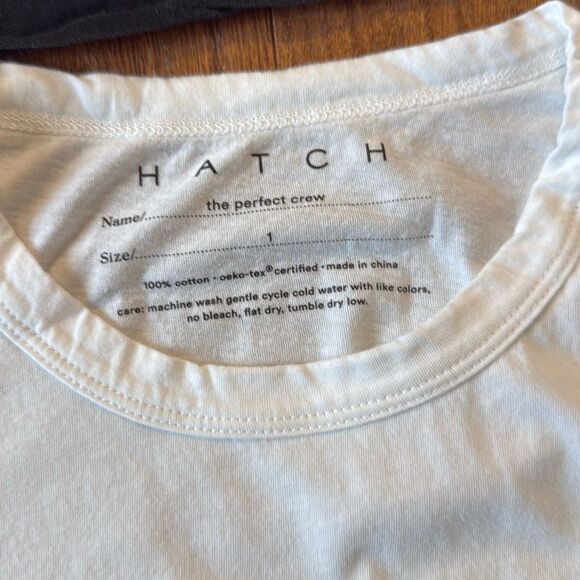 HATCH
Name/ the perfect crew
Size/ 1
100% cotton · oeko-tex® certified · made in china
care: machine wash gentle cycle cold water with like colors,
no bleach, flat dry, tumble dry low.